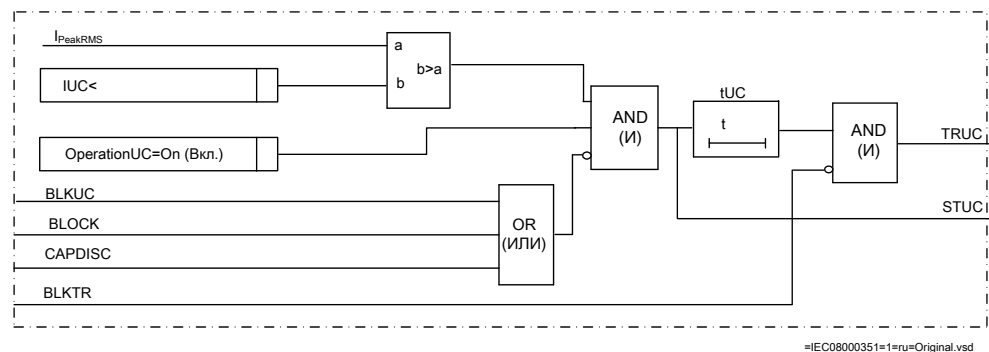 IPeakRMS
a
IUC<
b>a
b
tUC
AND
(И)
t
AND
(И)
TRUC
OperationUC=On (Вкл.)
BLKUC
STUC
BLOCK
OR
(ИЛИ)
CAPDISC
BLKTR
=IEC08000351=1=ru=Original.vsd